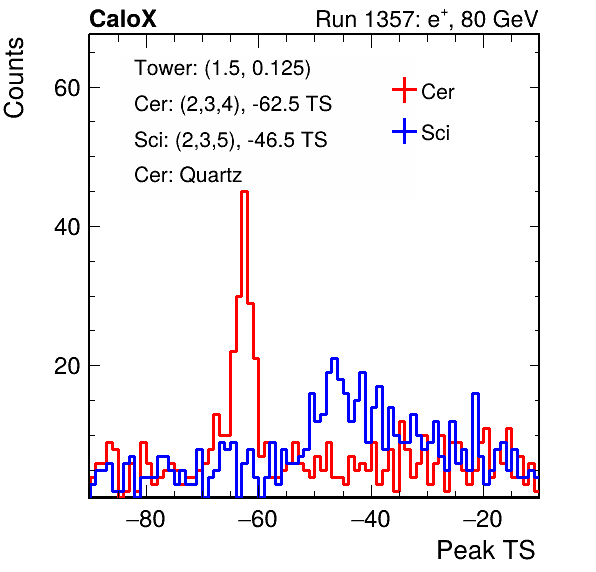 CaloX Run 1357: e⁺, 80 GeV
Counts
Tower: (1.5, 0.125)
Cer: (2,3,4), -62.5 TS
Sci: (2,3,5), -46.5 TS
Cer: Quartz
Cer
Sci
60
40
20
−80 −60 −40 −20
Peak TS